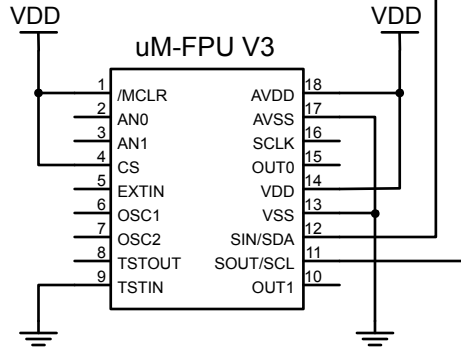 VDD VDD
uM-FPU V3
1 /MCLR AVDD 18
2 AN0 AVSS 17
3 AN1 SCLK 16
4 CS OUT0 15
5 EXTIN VDD 14
6 OSC1 VSS 13
7 OSC2 SIN/SDA 12
8 TSTOUT SOUT/SCL 11
9 TSTIN OUT1 10